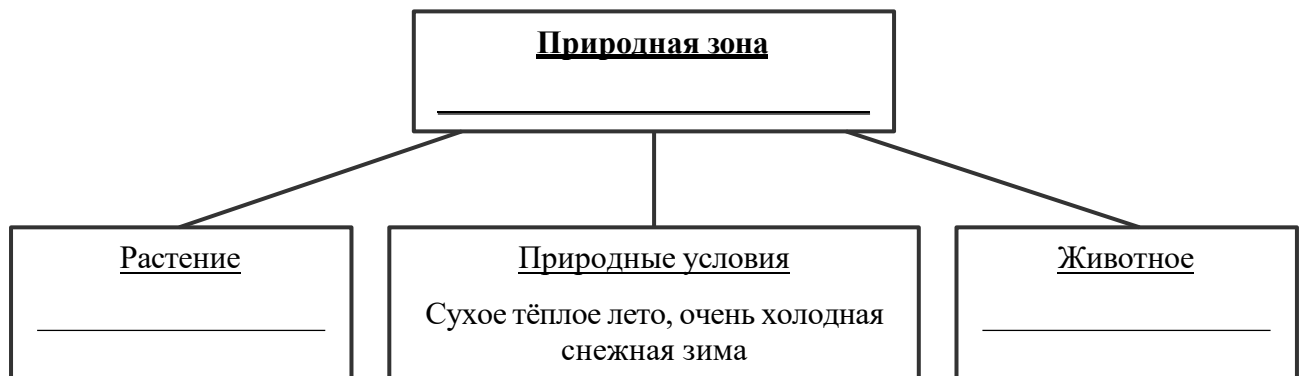 Природная зона
Растение
Природные условия
Животное
Сухое тёплое лето, очень холодная
снежная зима